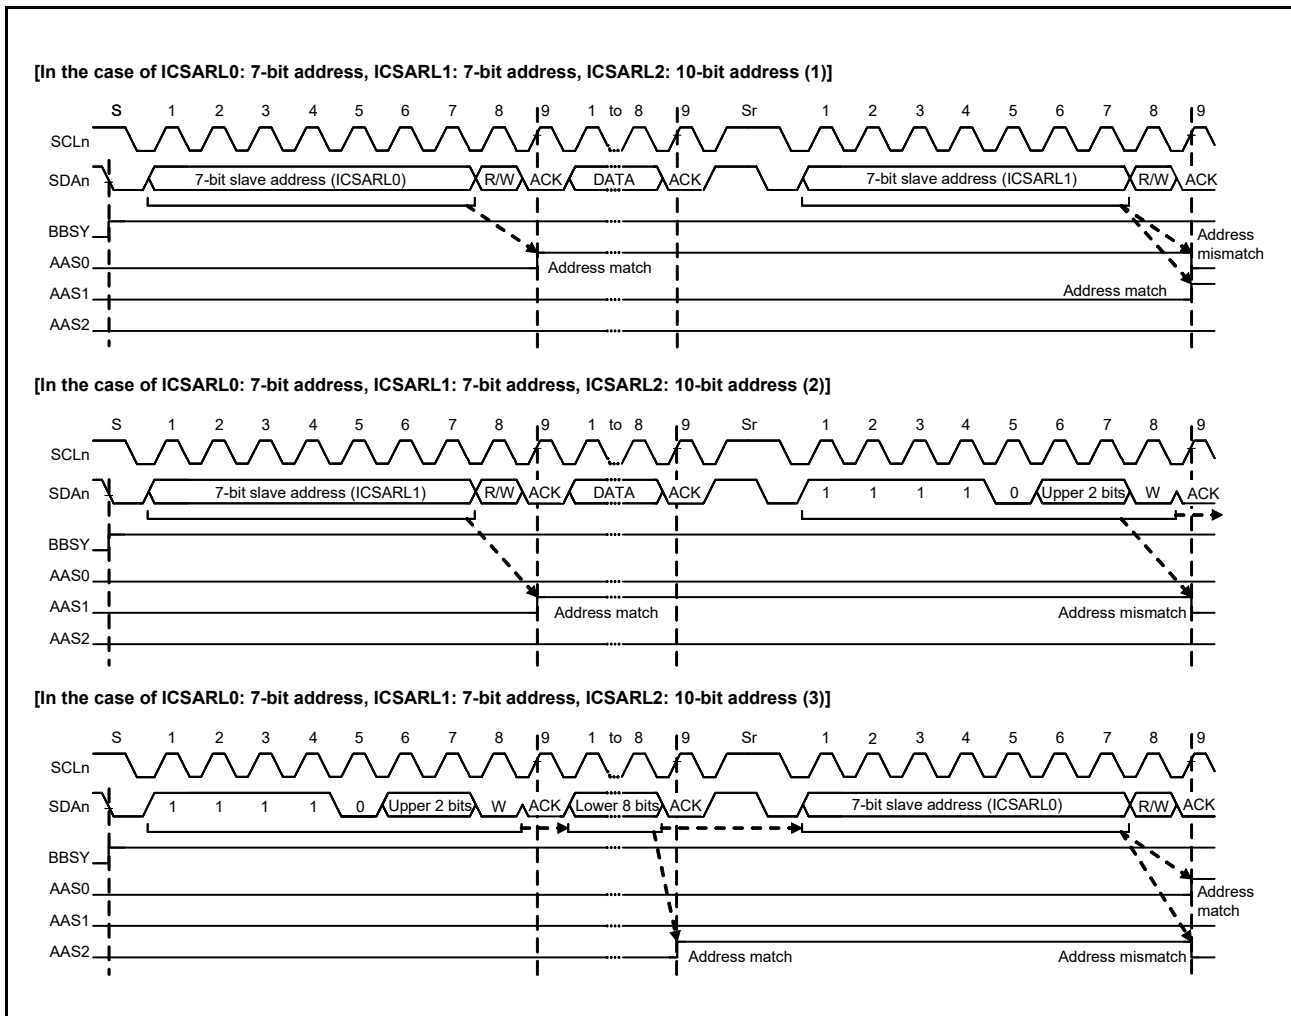 [In the case of ICSARL0: 7-bit address, ICSARL1: 7-bit address, ICSARL2: 10-bit address (1)]
S 1 2 3 4 5 6 7 8 9 1 to 8 9 Sr 1 2 3 4 5 6 7 8 9
SCLn
SDAn 7-bit slave address (ICSARL0) R/W ACK DATA ACK 7-bit slave address (ICSARL1) R/W ACK
BBSY Address
mismatch
AAS0 Address match
AAS1 Address match
AAS2
[In the case of ICSARL0: 7-bit address, ICSARL1: 7-bit address, ICSARL2: 10-bit address (2)]
S 1 2 3 4 5 6 7 8 9 1 to 8 9 Sr 1 2 3 4 5 6 7 8 9
SCLn
SDAn 7-bit slave address (ICSARL1) R/W ACK DATA ACK 1 1 1 1 0 Upper 2 bits W ACK
BBSY
AAS0
AAS1 Address match Address mismatch
AAS2
[In the case of ICSARL0: 7-bit address, ICSARL1: 7-bit address, ICSARL2: 10-bit address (3)]
S 1 2 3 4 5 6 7 8 9 1 to 8 9 Sr 1 2 3 4 5 6 7 8 9
SCLn
SDAn 1 1 1 1 0 Upper 2 bits W ACK Lower 8 bits ACK 7-bit slave address (ICSARL0) R/W ACK
BBSY
AAS0 Address
match
AAS1
AAS2 Address match Address mismatch